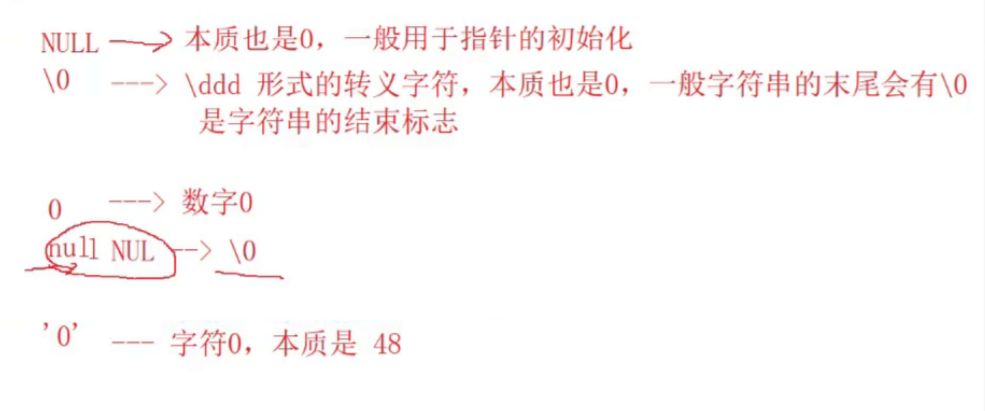 NULL ——> 本质也是0，一般用于指针的初始化
\0 ---> \ddd 形式的转义字符，本质也是0，一般字符串的末尾会有\0
是字符串的结束标志
0 ---> 数字0
null NUL --> \0
'0' --- 字符0，本质是 48